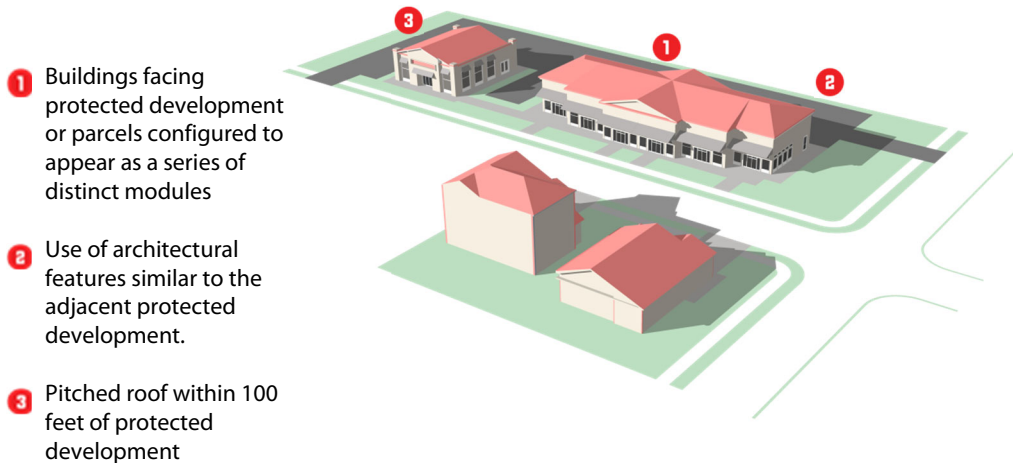 3
1
2
1 Buildings facing
protected development
or parcels configured to
appear as a series of
distinct modules
2 Use of architectural
features similar to the
adjacent protected
development.
3 Pitched roof within 100
feet of protected
development